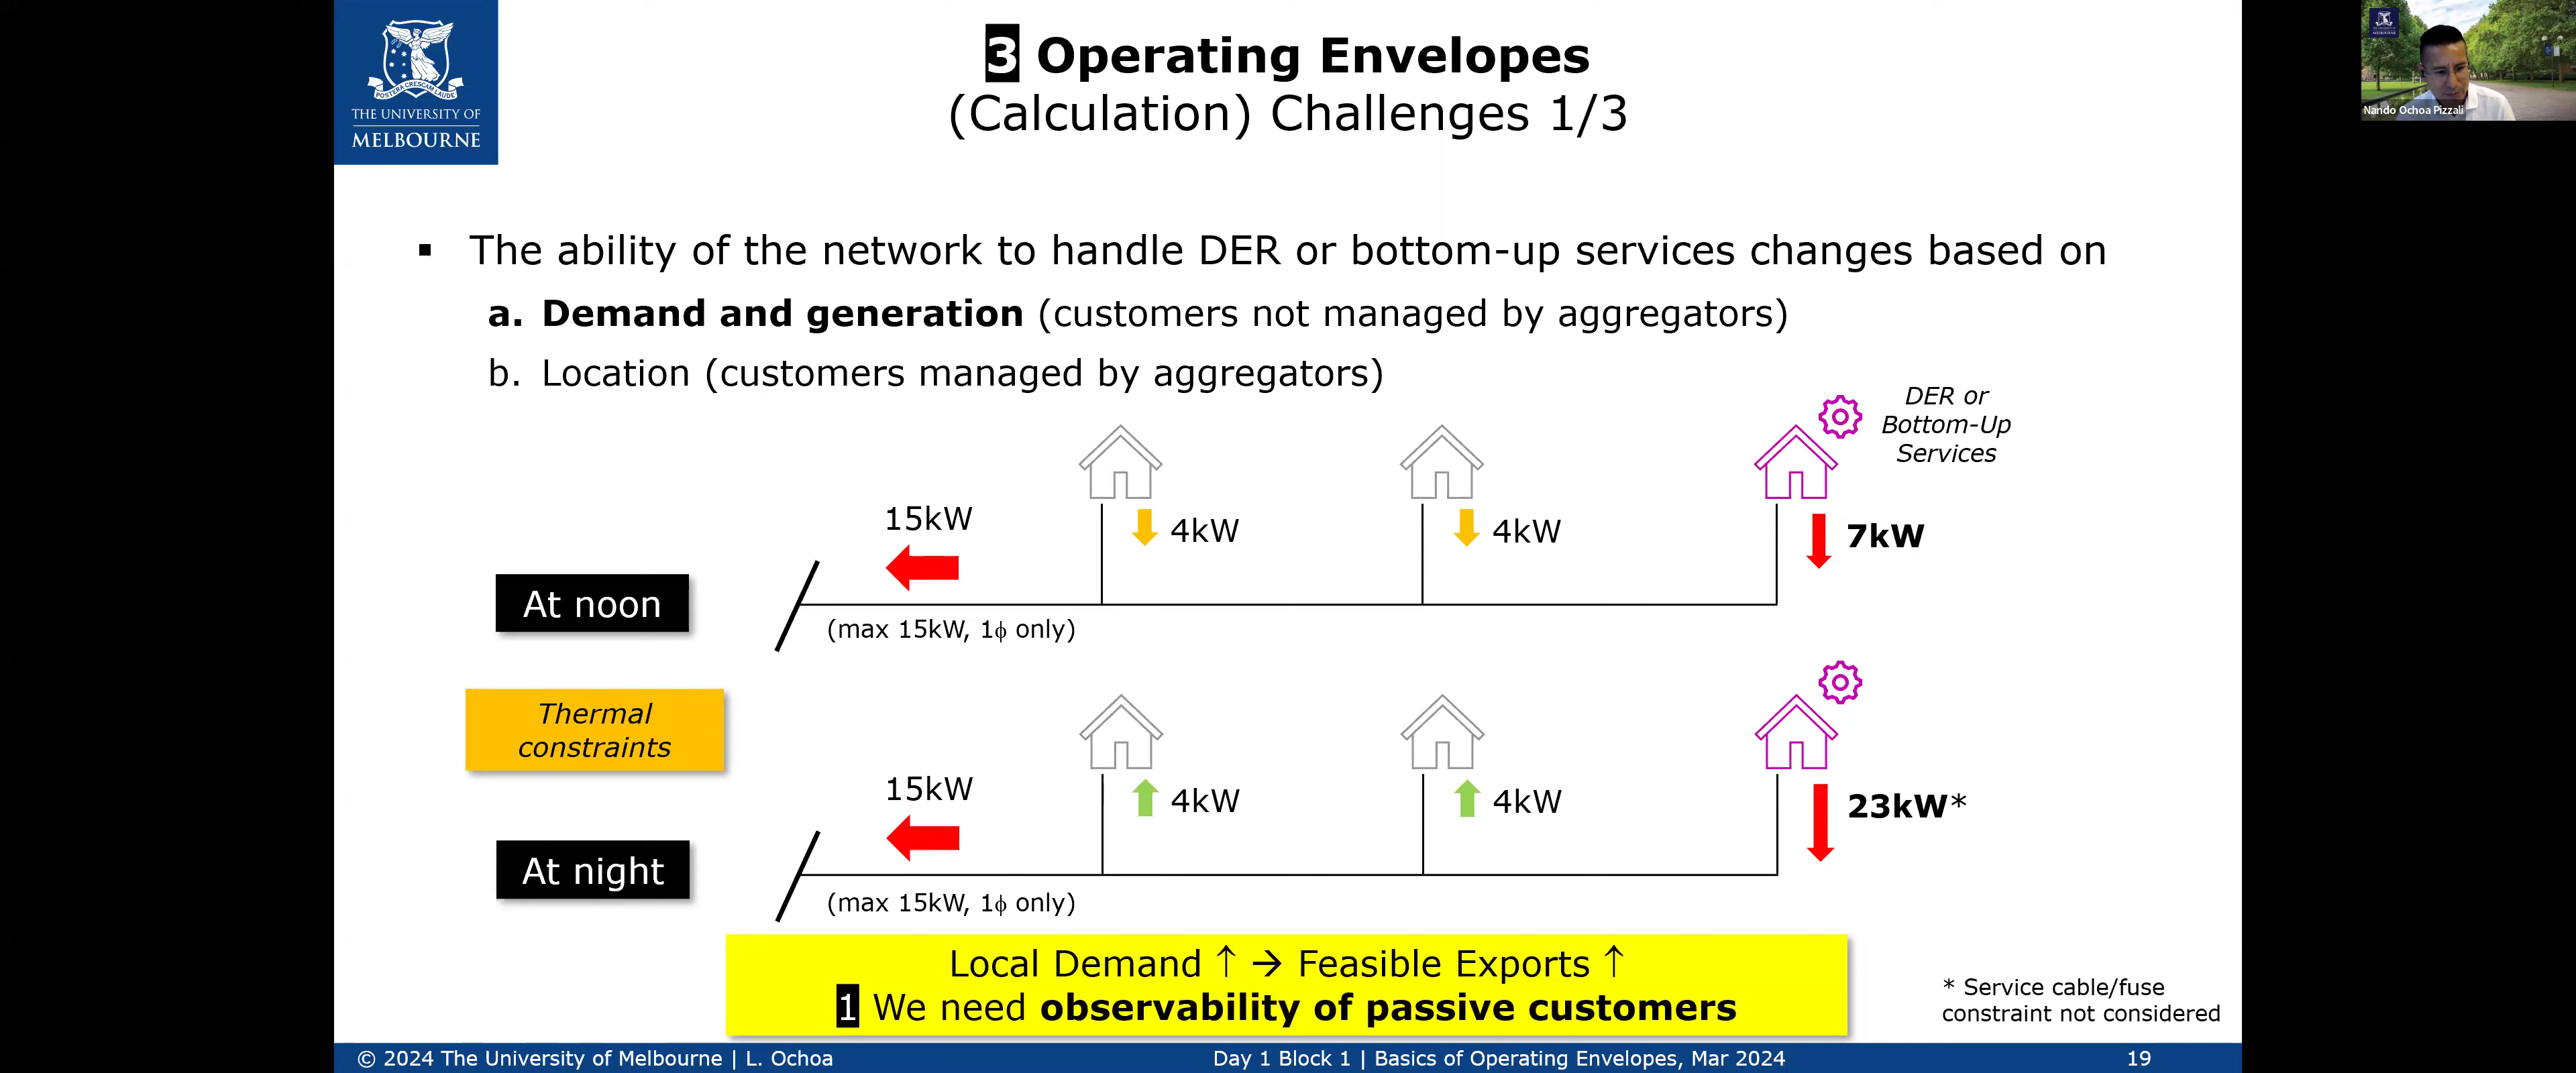 POSTERA CRESCAM LAUDE
THE UNIVERSITY OF
MELBOURNE
3 Operating Envelopes
(Calculation) Challenges 1/3
MELBOURNE
Nando Ochoa Pizzali
▪ The ability of the network to handle DER or bottom-up services changes based on
a. Demand and generation (customers not managed by aggregators)
b. Location (customers managed by aggregators)
DER or
Bottom-Up
Services
15kW
4kW
4kW
7kW
At noon
(max 15kW, 1ϕ only)
Thermal
constraints
15kW
4kW
4kW
23kW*
At night
(max 15kW, 1ϕ only)
Local Demand ↑ → Feasible Exports ↑
1 We need observability of passive customers
* Service cable/fuse
constraint not considered
© 2024 The University of Melbourne | L. Ochoa
Day 1 Block 1 | Basics of Operating Envelopes, Mar 2024
19